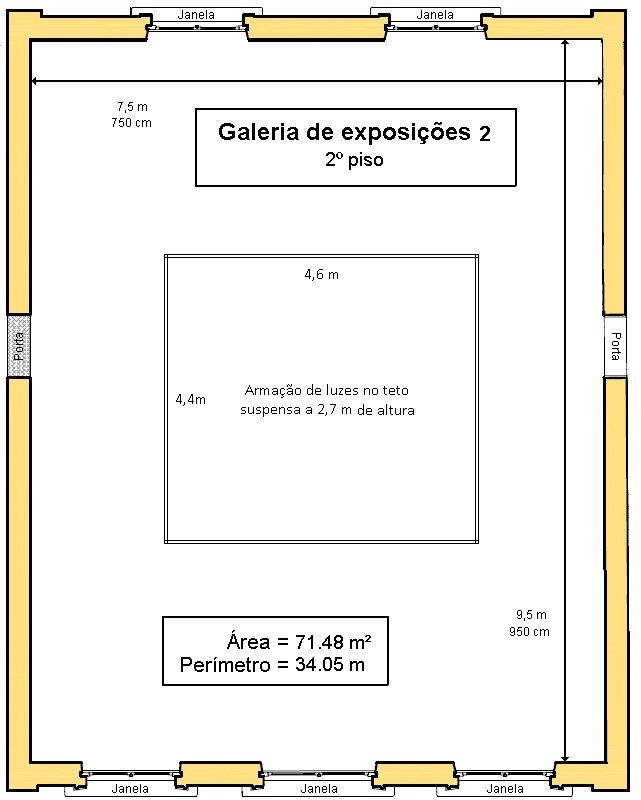 Janela
Janela
7,5 m
750 cm
Galeria de exposições 2
2º piso
4,6 m
Porta
Porta
4,4m
Armação de luzes no teto
suspensa a 2,7 m de altura
9,5 m
950 cm
Área = 71.48 m²
Perímetro = 34.05 m
Janela
Janela
Janela